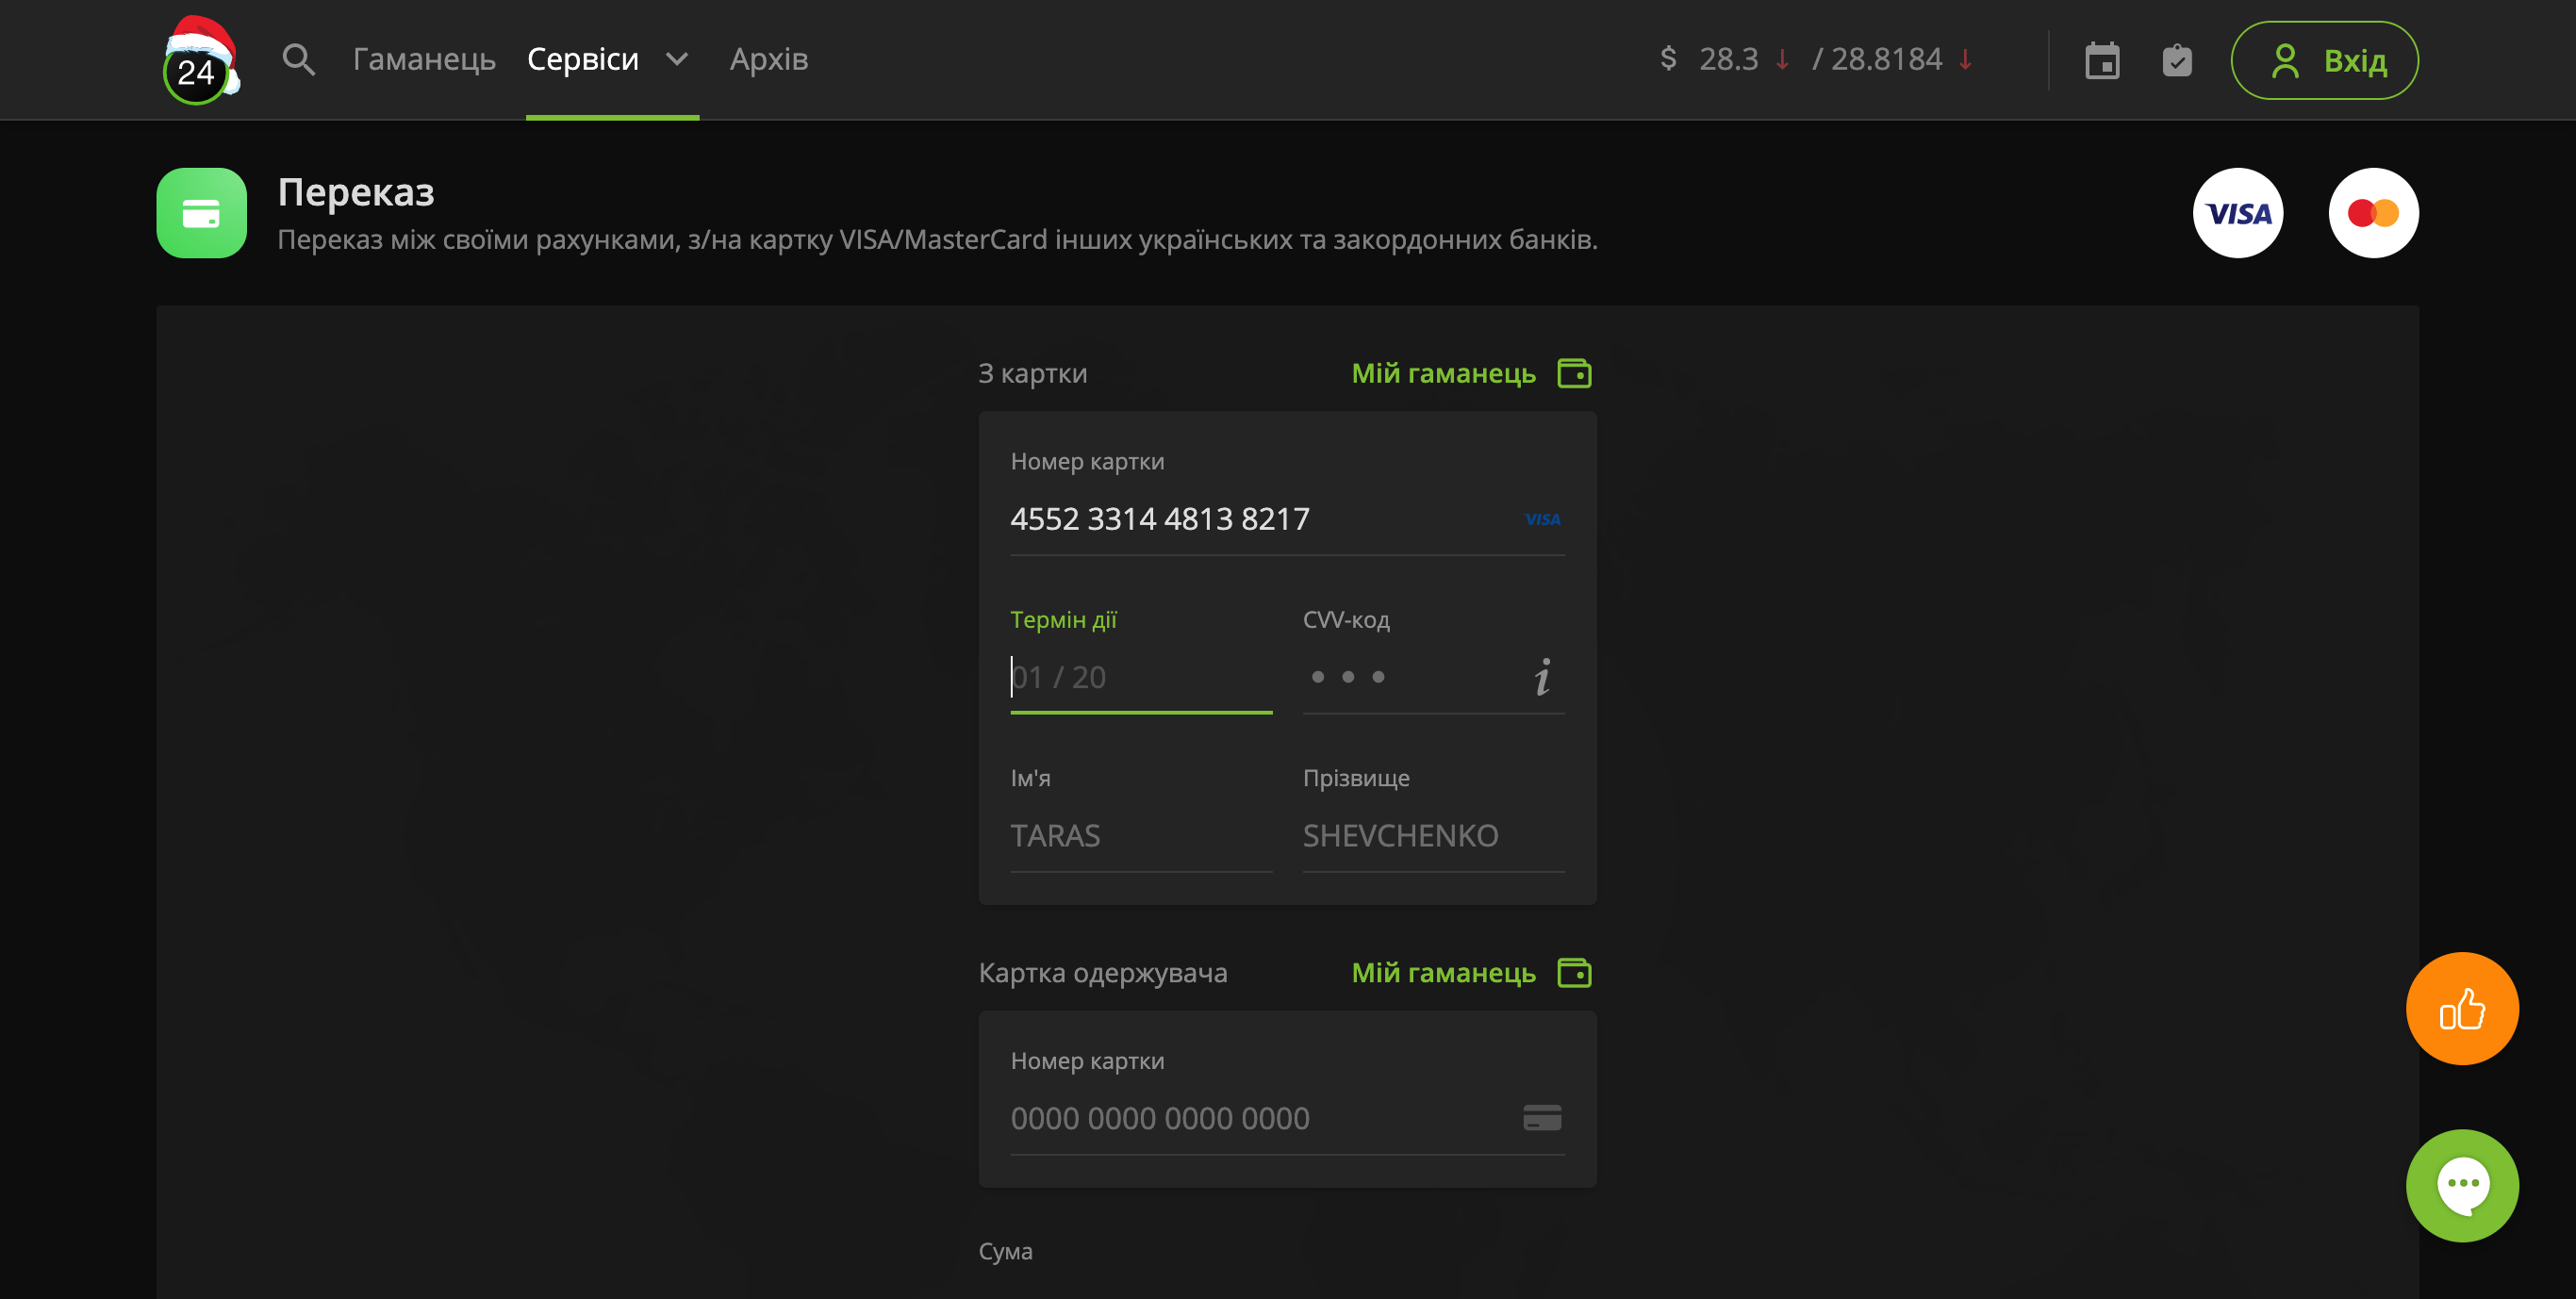 24 Гаманець Сервіси Архів $ 28.3 ↓ / 28.8184 ↓ Вхід
Переказ
Переказ між своїми рахунками, з/на картку VISA/MasterCard інших українських та закордонних банків.
VISA
З картки Мій гаманець
Номер картки
4552 3314 4813 8217 VISA
Термін дії CVV-код
01 / 20 • • • i
Ім'я Прізвище
TARAS SHEVCHENKO
Картка одержувача Мій гаманець
Номер картки
0000 0000 0000 0000
Сума